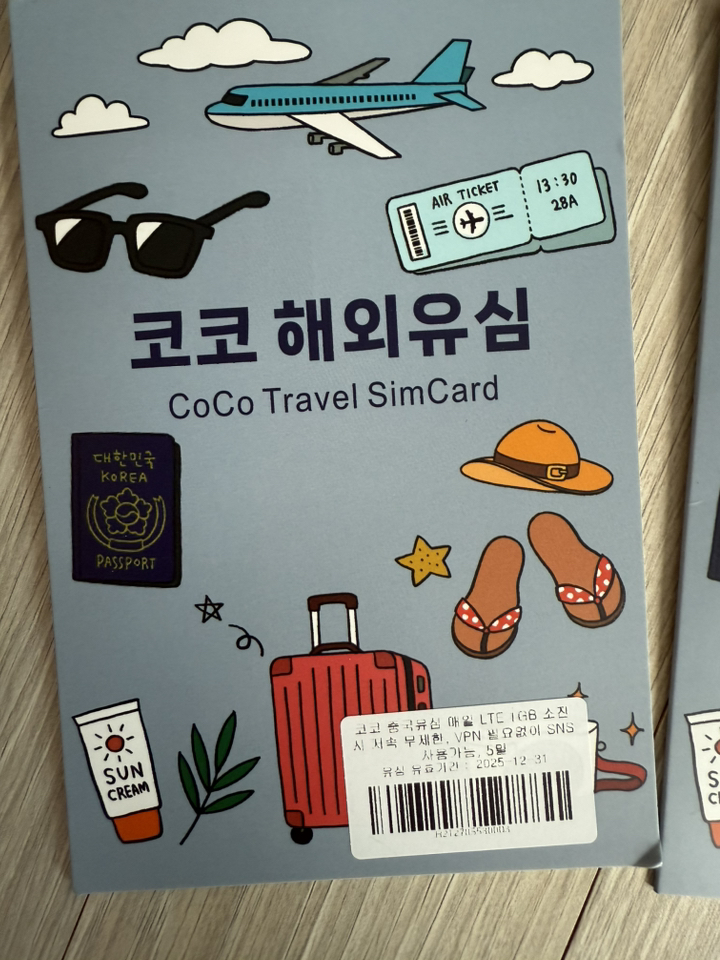 AIR TICKET
13:30
28A
코코 해외유심
CoCo Travel SimCard
대한민국
KOREA
PASSPORT
SUN
CREAM
코코 중국유심 매일 LTE 1GB 소진
시 저속 무제한, VPN 필요없이 SNS
사용가능, 5일
유심 유효기간 : 2025-12-31